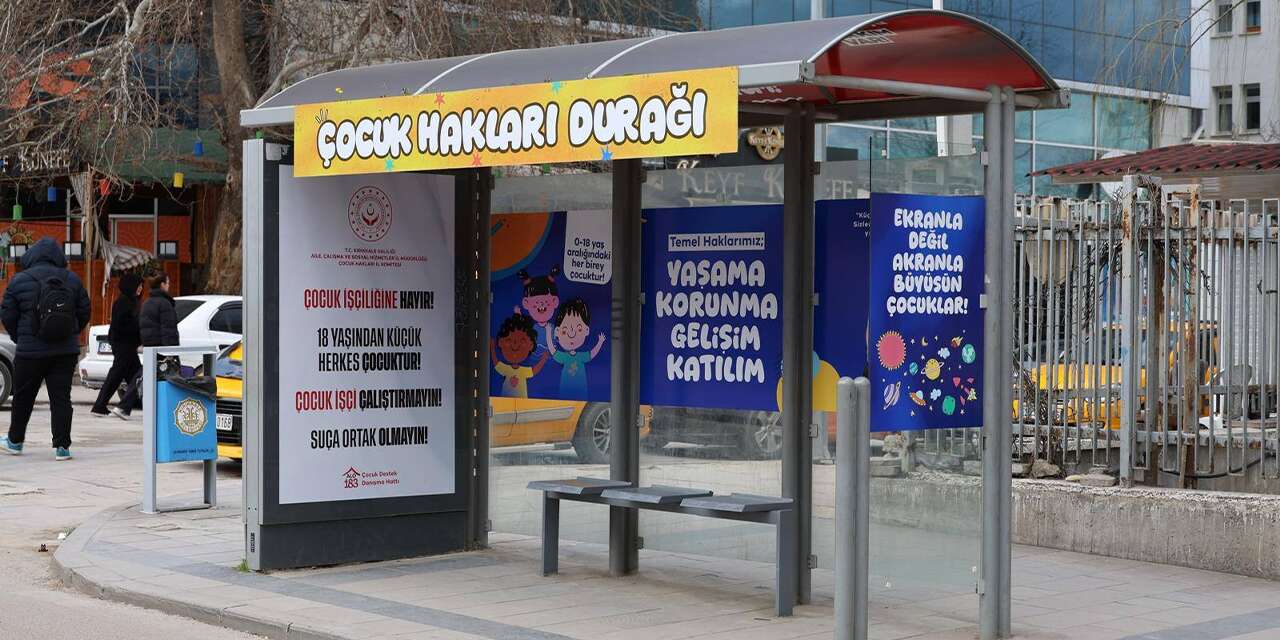 ÇOCUK HAKLARI DURAĞI
T.C. KIRIKKALE VALİLİĞİ
AİLE, ÇALIŞMA VE SOSYAL HİZMETLER İL MÜDÜRLÜĞÜ
ÇOCUK HAKLARI İL KOMİTESİ
ÇOCUK İŞÇİLİĞİNE HAYIR!
18 YAŞINDAN KÜÇÜK
HERKES ÇOCUKTUR!
ÇOCUK İŞÇİ ÇALIŞTIRMAYIN!
SUÇA ORTAK OLMAYIN!
ALO
183
Çocuk Destek
Danışma Hattı
0-18 yaş
aralığındaki
her birey
çocuktur!
Temel Haklarımız;
YAŞAMA
KORUNMA
GELİŞİM
KATILIM
EKRANLA
DEĞİL
AKRANLA
BÜYÜSÜN
ÇOCUKLAR!
KEYF KÜNEFE
KÜNEFE